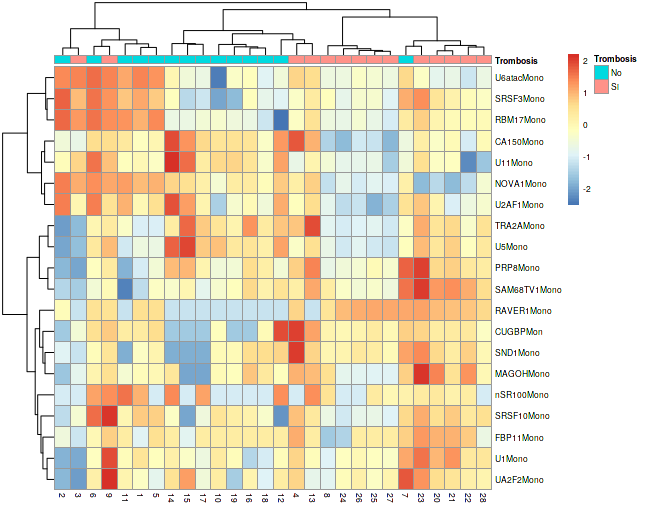 Trombosis
U6atacMono
SRSF3Mono
RBM17Mono
CA150Mono
U11Mono
NOVA1Mono
U2AF1Mono
TRA2AMono
U5Mono
PRP8Mono
SAM68TV1Mono
RAVER1Mono
CUGBPMon
SND1Mono
MAGOHMono
nSR100Mono
SRSF10Mono
FBP11Mono
U1Mono
UA2F2Mono
2 3 6 9 11 1 5 14 15 17 10 19 16 18 12 4 13 8 24 26 25 27 7 23 20 21 22 28
2
1
0
-1
-2
Trombosis
No
SI